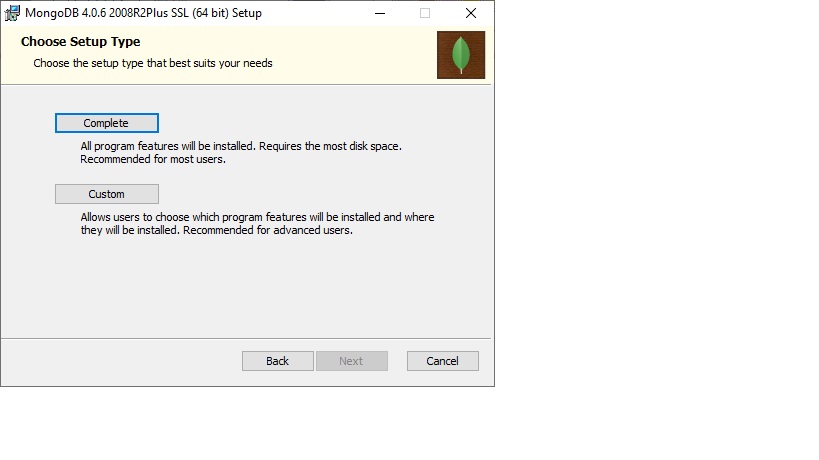 MongoDB 4.0.6 2008R2Plus SSL (64 bit) Setup
Choose Setup Type
Choose the setup type that best suits your needs
Complete
All program features will be installed. Requires the most disk space.
Recommended for most users.
Custom
Allows users to choose which program features will be installed and where
they will be installed. Recommended for advanced users.
Back Next Cancel